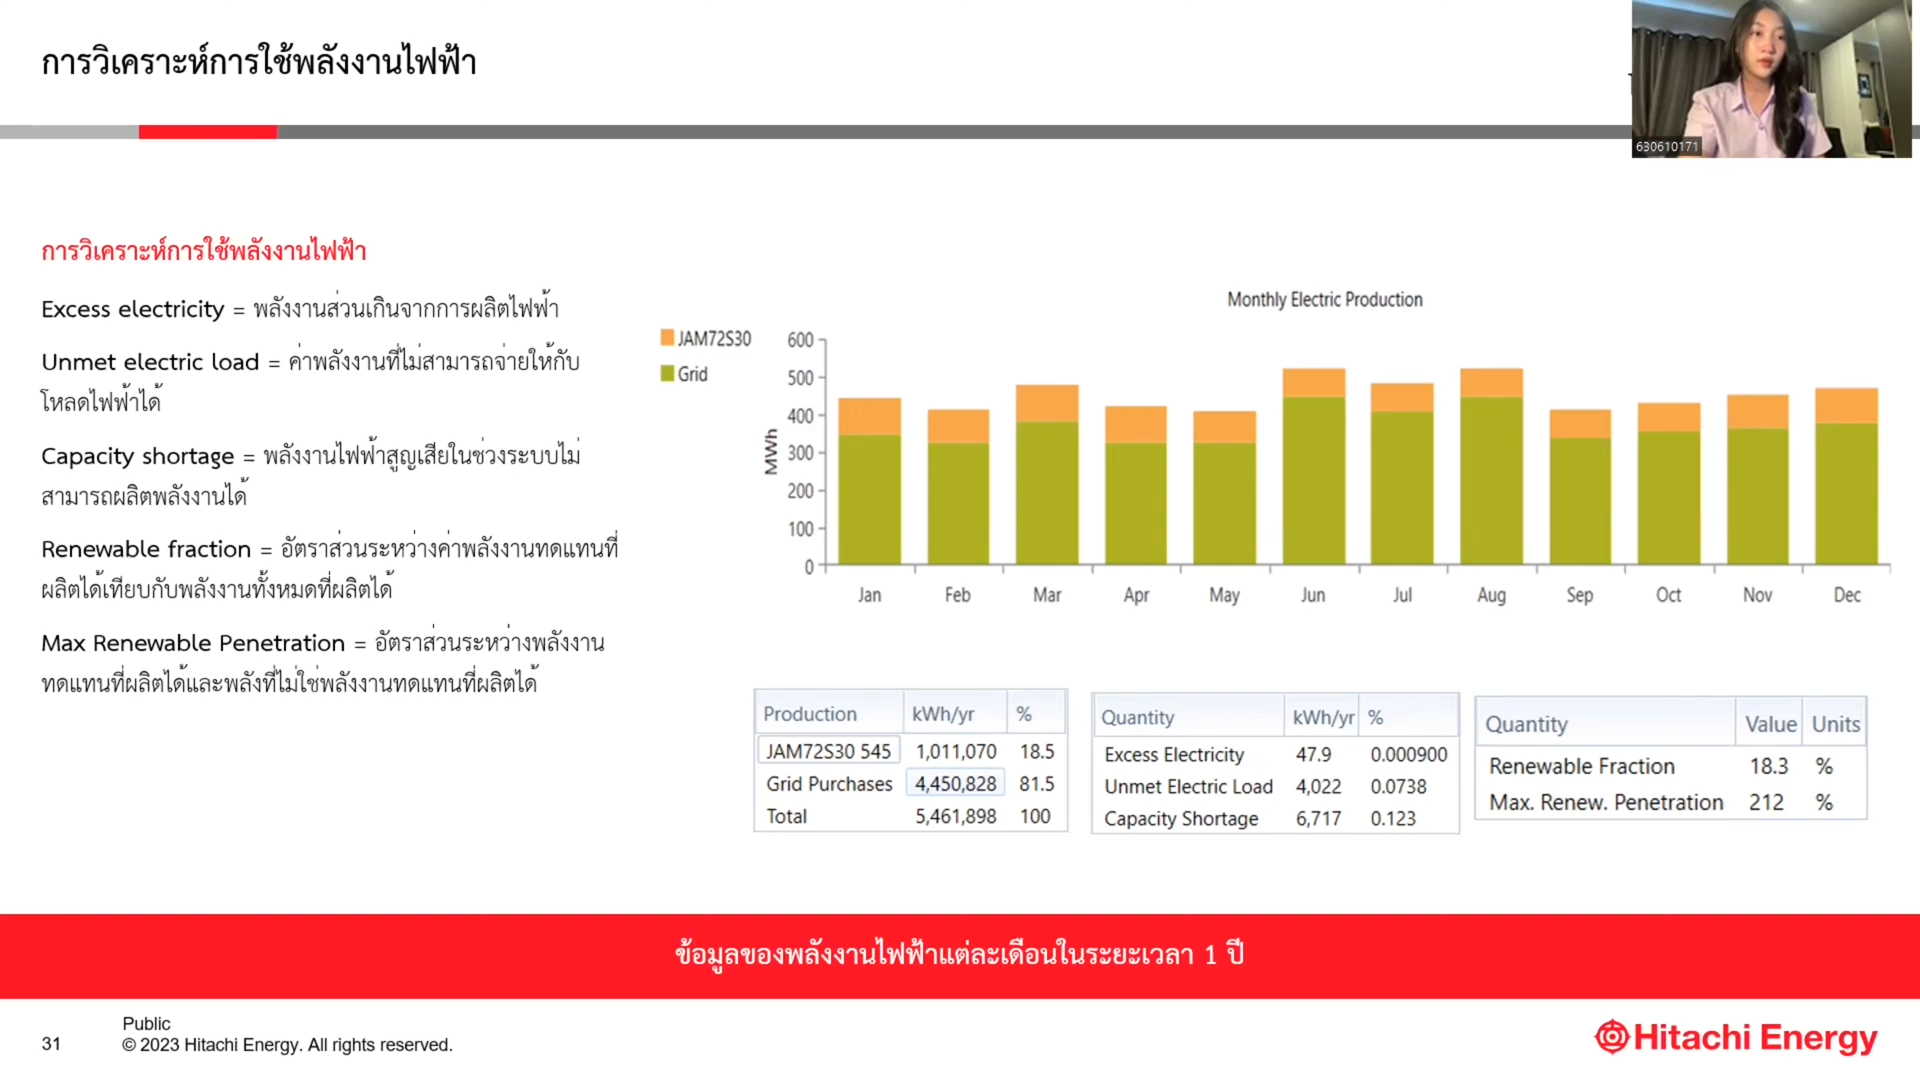 การวิเคราะห์การใช้พลังงานไฟฟ้า
630610171
การวิเคราะห์การใช้พลังงานไฟฟ้า
Excess electricity = พลังงานส่วนเกินจากการผลิตไฟฟ้า
Unmet electric load = ค่าพลังงานที่ไม่สามารถจ่ายให้กับ
โหลดไฟฟ้าได้
Capacity shortage = พลังงานไฟฟ้าสูญเสียในช่วงระบบไม่
สามารถผลิตพลังงานได้
Renewable fraction = อัตราส่วนระหว่างค่าพลังงานทดแทนที่
ผลิตได้เทียบกับพลังงานทั้งหมดที่ผลิตได้
Max Renewable Penetration = อัตราส่วนระหว่างพลังงาน
ทดแทนที่ผลิตได้และพลังที่ไม่ใช่พลังงานทดแทนที่ผลิตได้
Monthly Electric Production
JAM72S30
Grid
MWh
600
500
400
300
200
100
0
Jan Feb Mar Apr May Jun Jul Aug Sep Oct Nov Dec
Production kWh/yr %
JAM72S30 545 1,011,070 18.5
Grid Purchases 4,450,828 81.5
Total 5,461,898 100
Quantity kWh/yr %
Excess Electricity 47.9 0.000900
Unmet Electric Load 4,022 0.0738
Capacity Shortage 6,717 0.123
Quantity Value Units
Renewable Fraction 18.3 %
Max. Renew. Penetration 212 %
ข้อมูลของพลังงานไฟฟ้าแต่ละเดือนในระยะเวลา 1 ปี
31
Public
© 2023 Hitachi Energy. All rights reserved.
Hitachi Energy